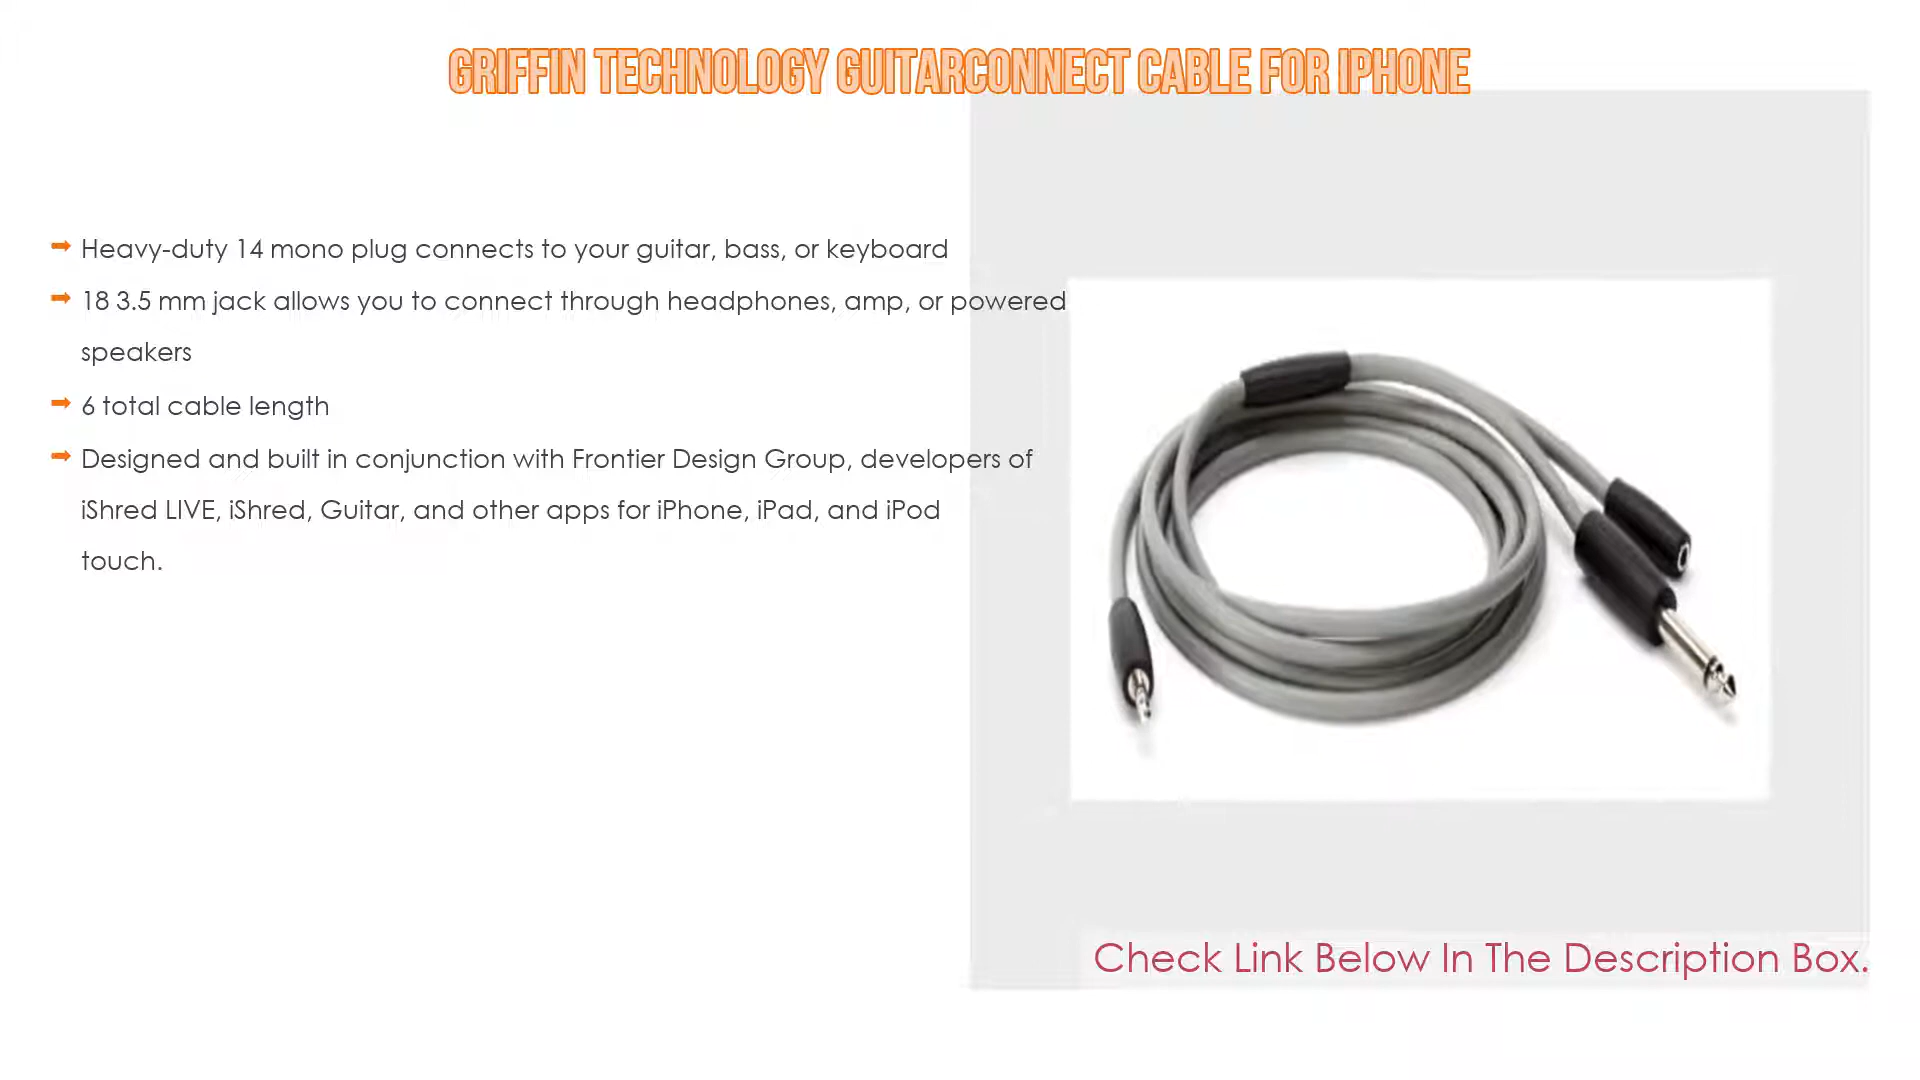 GRIFFIN TECHNOLOGY GUITARCONNECT CABLE FOR IPHONE
Heavy-duty 14 mono plug connects to your guitar, bass, or keyboard
18 3.5 mm jack allows you to connect through headphones, amp, or powered
speakers
6 total cable length
Designed and built in conjunction with Frontier Design Group, developers of
iShred LIVE, iShred, Guitar, and other apps for iPhone, iPad, and iPod
touch.
Check Link Below In The Description Box.